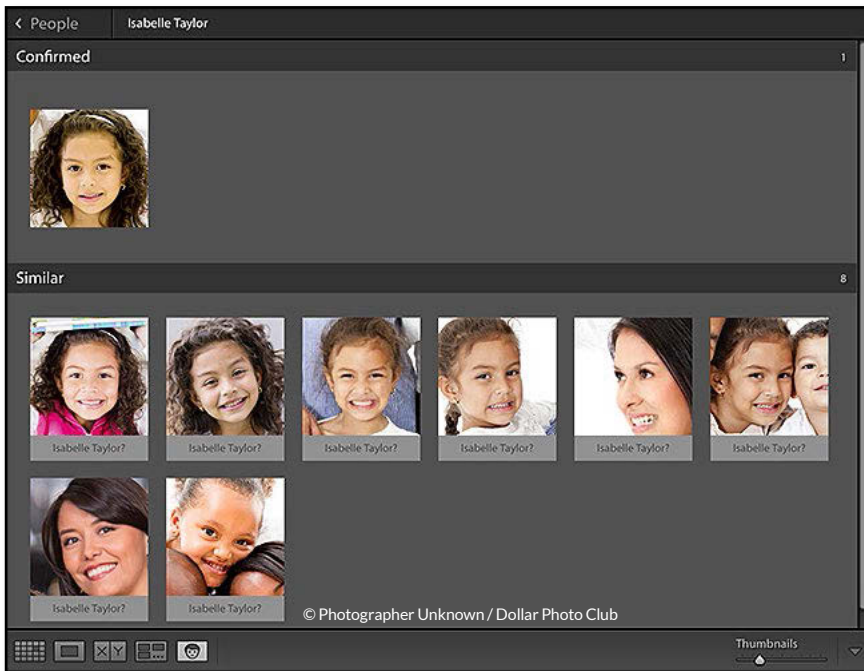 < People Isabelle Taylor
Confirmed 1
Similar 8
Isabelle Taylor? Isabelle Taylor? Isabelle Taylor? Isabelle Taylor? Isabelle Taylor? Isabelle Taylor?
Isabelle Taylor? Isabelle Taylor?
© Photographer Unknown / Dollar Photo Club
X Y Thumbnails